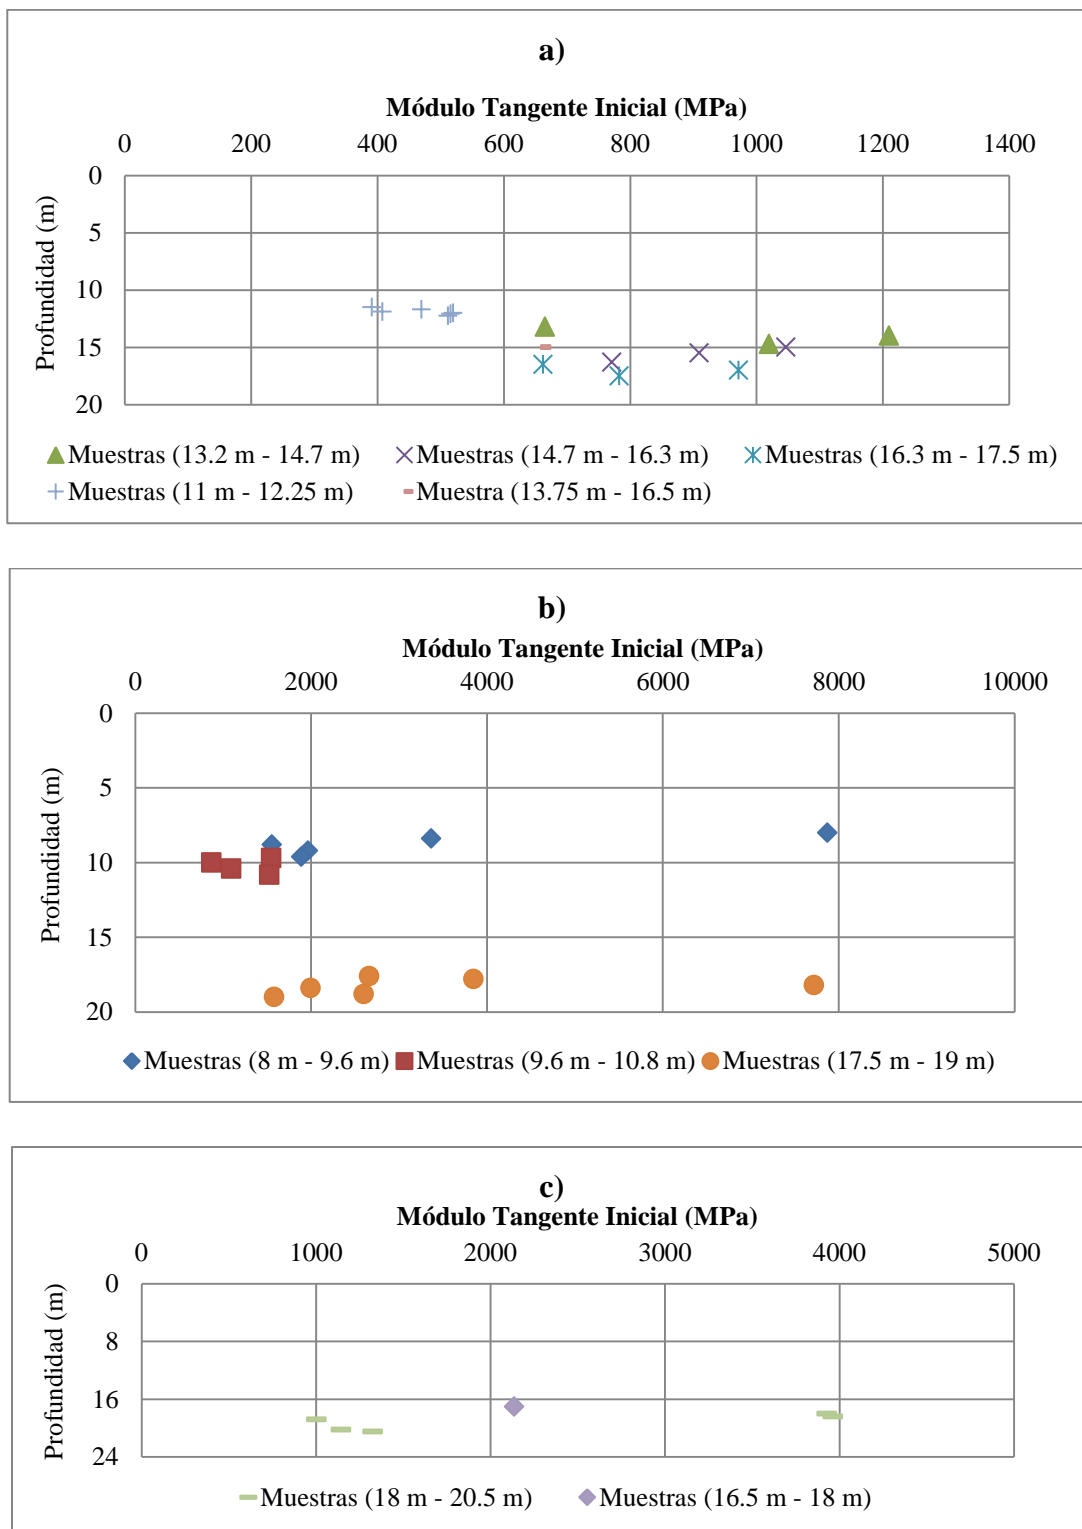 a)
Módulo Tangente Inicial (MPa)
0 200 400 600 800 1000 1200 1400
Profundidad (m)
0
5
10
15
20
Muestras (13.2 m - 14.7 m) Muestras (14.7 m - 16.3 m) Muestras (16.3 m - 17.5 m)
Muestras (11 m - 12.25 m) Muestra (13.75 m - 16.5 m)
b)
Módulo Tangente Inicial (MPa)
0 2000 4000 6000 8000 10000
Profundidad (m)
0
5
10
15
20
Muestras (8 m - 9.6 m) Muestras (9.6 m - 10.8 m) Muestras (17.5 m - 19 m)
c)
Módulo Tangente Inicial (MPa)
0 1000 2000 3000 4000 5000
Profundidad (m)
0
8
16
24
Muestras (18 m - 20.5 m) Muestras (16.5 m - 18 m)